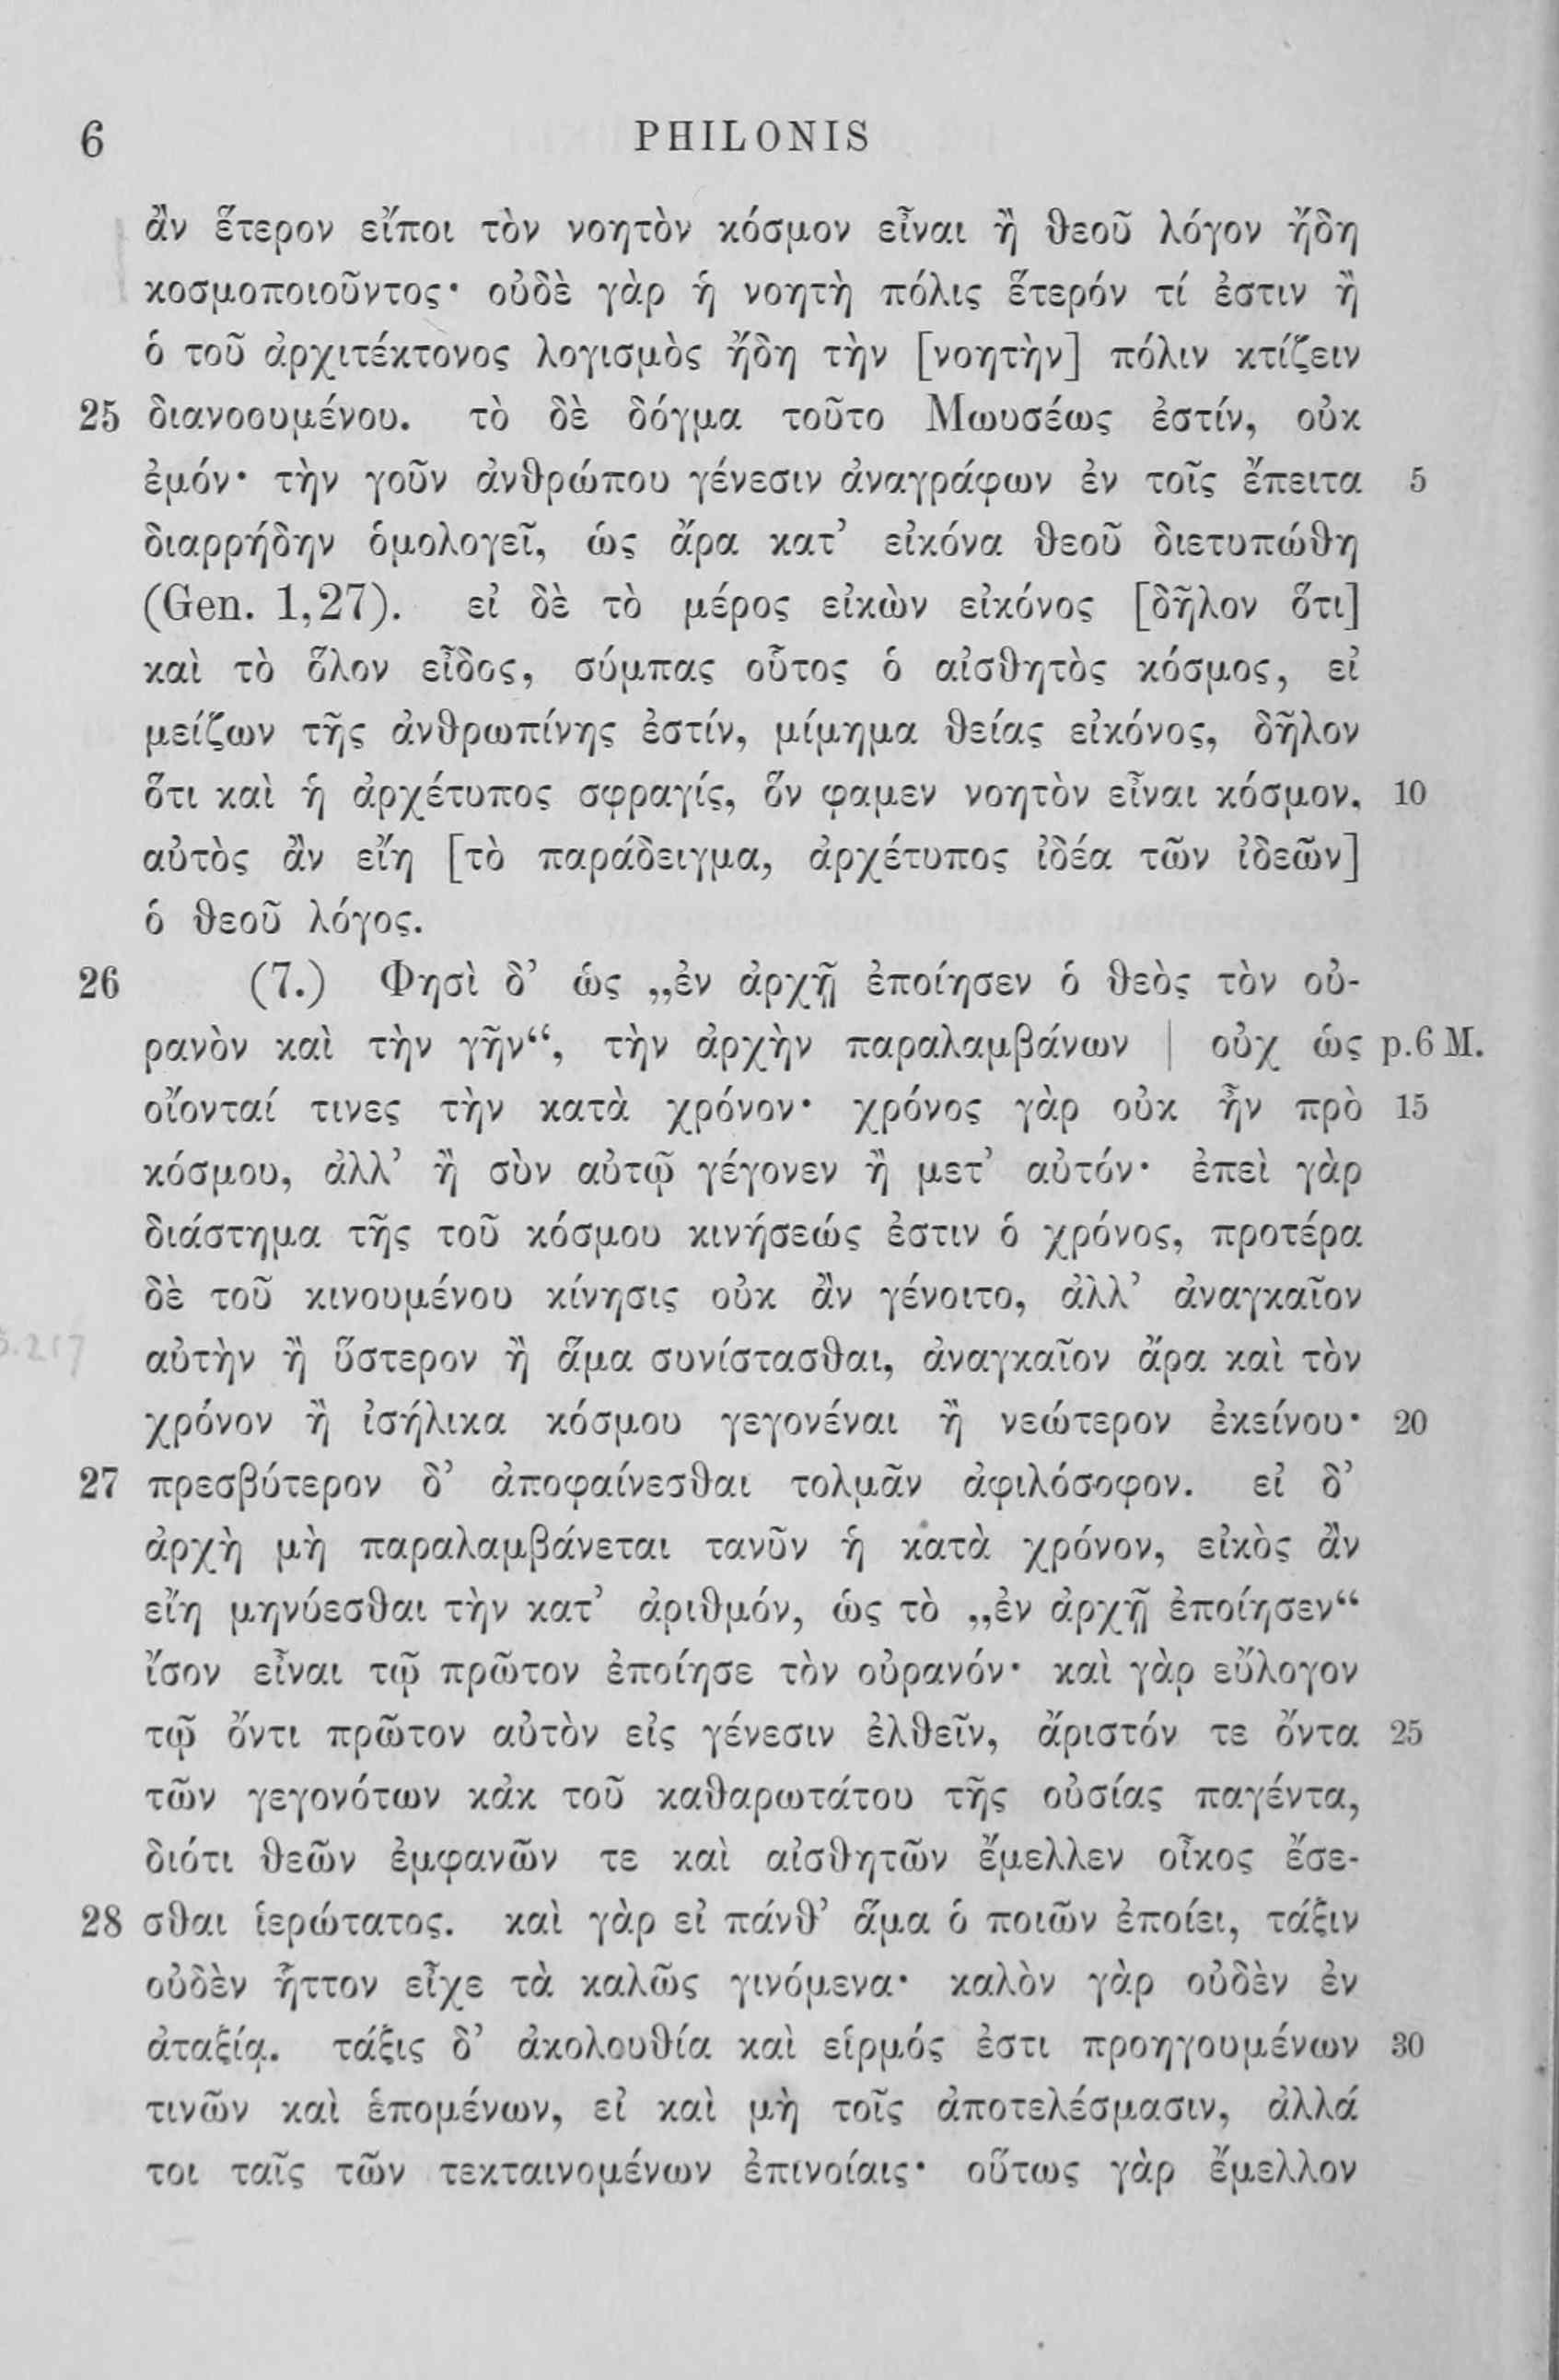 6 PHILONIS
ἂν ἕτερον εἴποι τὸν νοητὸν κόσμον εἶναι ἢ θεοῦ λόγον ἤδη
κοσμοποιοῦντος· οὐδὲ γὰρ ἡ νοητὴ πόλις ἕτερόν τί ἐστιν ἢ
ὁ τοῦ ἀρχιτέκτονος λογισμὸς ἤδη τὴν [νοητὴν] πόλιν κτίζειν
25 διανοουμένου. τὸ δὲ δόγμα τοῦτο Μωυσέως ἐστίν, οὐκ
ἐμόν· τὴν γοῦν ἀνθρώπου γένεσιν ἀναγράφων ἐν τοῖς ἔπειτα 5
διαρρήδην ὁμολογεῖ, ὡς ἄρα κατ’ εἰκόνα θεοῦ διετυπώθη
(Gen. 1,27). εἰ δὲ τὸ μέρος εἰκὼν εἰκόνος [δῆλον ὅτι]
καὶ τὸ ὅλον εἶδος, σύμπας οὗτος ὁ αἰσθητὸς κόσμος, εἰ
μείζων τῆς ἀνθρωπίνης ἐστίν, μίμημα θείας εἰκόνος, δῆλον
ὅτι καὶ ἡ ἀρχέτυπος σφραγίς, ὅν φαμεν νοητὸν εἶναι κόσμον, 10
αὐτὸς ἂν εἴη [τὸ παράδειγμα, ἀρχέτυπος ἰδέα τῶν ἰδεῶν]
ὁ θεοῦ λόγος.
26 (7.) Φησὶ δ’ ὡς „ἐν ἀρχῇ ἐποίησεν ὁ θεὸς τὸν οὐ-
ρανὸν καὶ τὴν γῆν“, τὴν ἀρχὴν παραλαμβάνων | οὐχ ὡς p.6 M.
οἴονταί τινες τὴν κατὰ χρόνον· χρόνος γὰρ οὐκ ἦν πρὸ 15
κόσμου, ἀλλ’ ἢ σὺν αὐτῷ γέγονεν ἢ μετ’ αὐτόν· ἐπεὶ γὰρ
διάστημα τῆς τοῦ κόσμου κινήσεώς ἐστιν ὁ χρόνος, προτέρα
δὲ τοῦ κινουμένου κίνησις οὐκ ἂν γένοιτο, ἀλλ’ ἀναγκαῖον
αὐτὴν ἢ ὕστερον ἢ ἅμα συνίστασθαι, ἀναγκαῖον ἄρα καὶ τὸν
χρόνον ἢ ἰσήλικα κόσμου γεγονέναι ἢ νεώτερον ἐκείνου· 20
27 πρεσβύτερον δ’ ἀποφαίνεσθαι τολμᾶν ἀφιλόσοφον. εἰ δ’
ἀρχὴ μὴ παραλαμβάνεται τανῦν ἡ κατὰ χρόνον, εἰκὸς ἂν
εἴη μηνύεσθαι τὴν κατ’ ἀριθμόν, ὡς τὸ „ἐν ἀρχῇ ἐποίησεν“
ἴσον εἶναι τῷ πρῶτον ἐποίησε τὸν οὐρανόν· καὶ γὰρ εὔλογον
τῷ ὄντι πρῶτον αὐτὸν εἰς γένεσιν ἐλθεῖν, ἄριστόν τε ὄντα 25
τῶν γεγονότων κἀκ τοῦ καθαρωτάτου τῆς οὐσίας παγέντα,
διότι θεῶν ἐμφανῶν τε καὶ αἰσθητῶν ἔμελλεν οἶκος ἔσε-
28 σθαι ἱερώτατος. καὶ γὰρ εἰ πάνθ’ ἅμα ὁ ποιῶν ἐποίει, τάξιν
οὐδὲν ἧττον εἶχε τὰ καλῶς γινόμενα· καλὸν γὰρ οὐδὲν ἐν
ἀταξίᾳ. τάξις δ’ ἀκολουθία καὶ εἱρμός ἐστι προηγουμένων 30
τινῶν καὶ ἑπομένων, εἰ καὶ μὴ τοῖς ἀποτελέσμασιν, ἀλλά
τοι ταῖς τῶν τεκταινομένων ἐπινοίαις· οὕτως γὰρ ἔμελλον